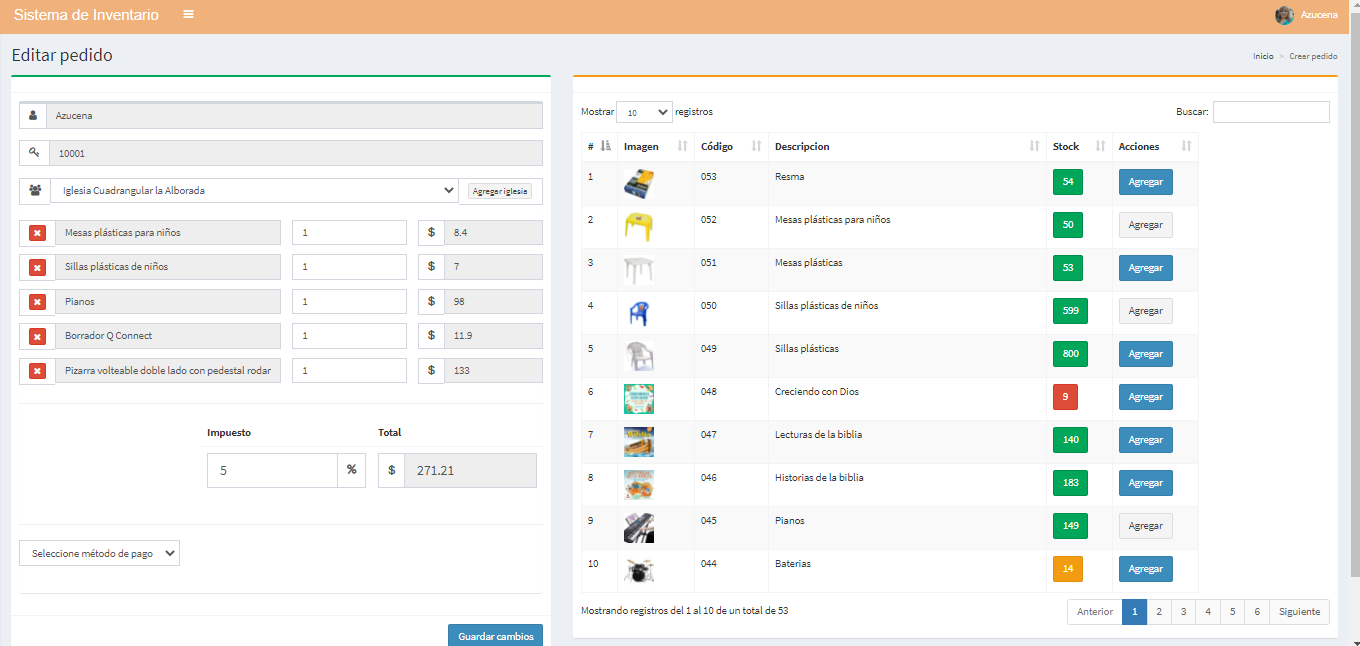 Sistema de Inventario
Azucena
Editar pedido
Inicio > Crear pedido
Azucena
10001
Iglesia Cuadrangular la Alborada Agregar iglesia
Mesas plásticas para niños 1 $ 8.4
Sillas plásticas de niños 1 $ 7
Pianos 1 $ 98
Borrador Q Connect 1 $ 11.9
Pizarra volteable doble lado con pedestal rodar 1 $ 133
Impuesto Total
5 % $ 271.21
Seleccione método de pago
Guardar cambios
Mostrar 10 registros Buscar:
# Imagen Código Descripcion Stock Acciones
1 053 Resma 54 Agregar
2 052 Mesas plásticas para niños 50 Agregar
3 051 Mesas plásticas 53 Agregar
4 050 Sillas plásticas de niños 599 Agregar
5 049 Sillas plásticas 800 Agregar
6 048 Creciendo con Dios 9 Agregar
7 047 Lecturas de la biblia 140 Agregar
8 046 Historias de la biblia 183 Agregar
9 045 Pianos 149 Agregar
10 044 Baterias 14 Agregar
Mostrando registros del 1 al 10 de un total de 53
Anterior 1 2 3 4 5 6 Siguiente